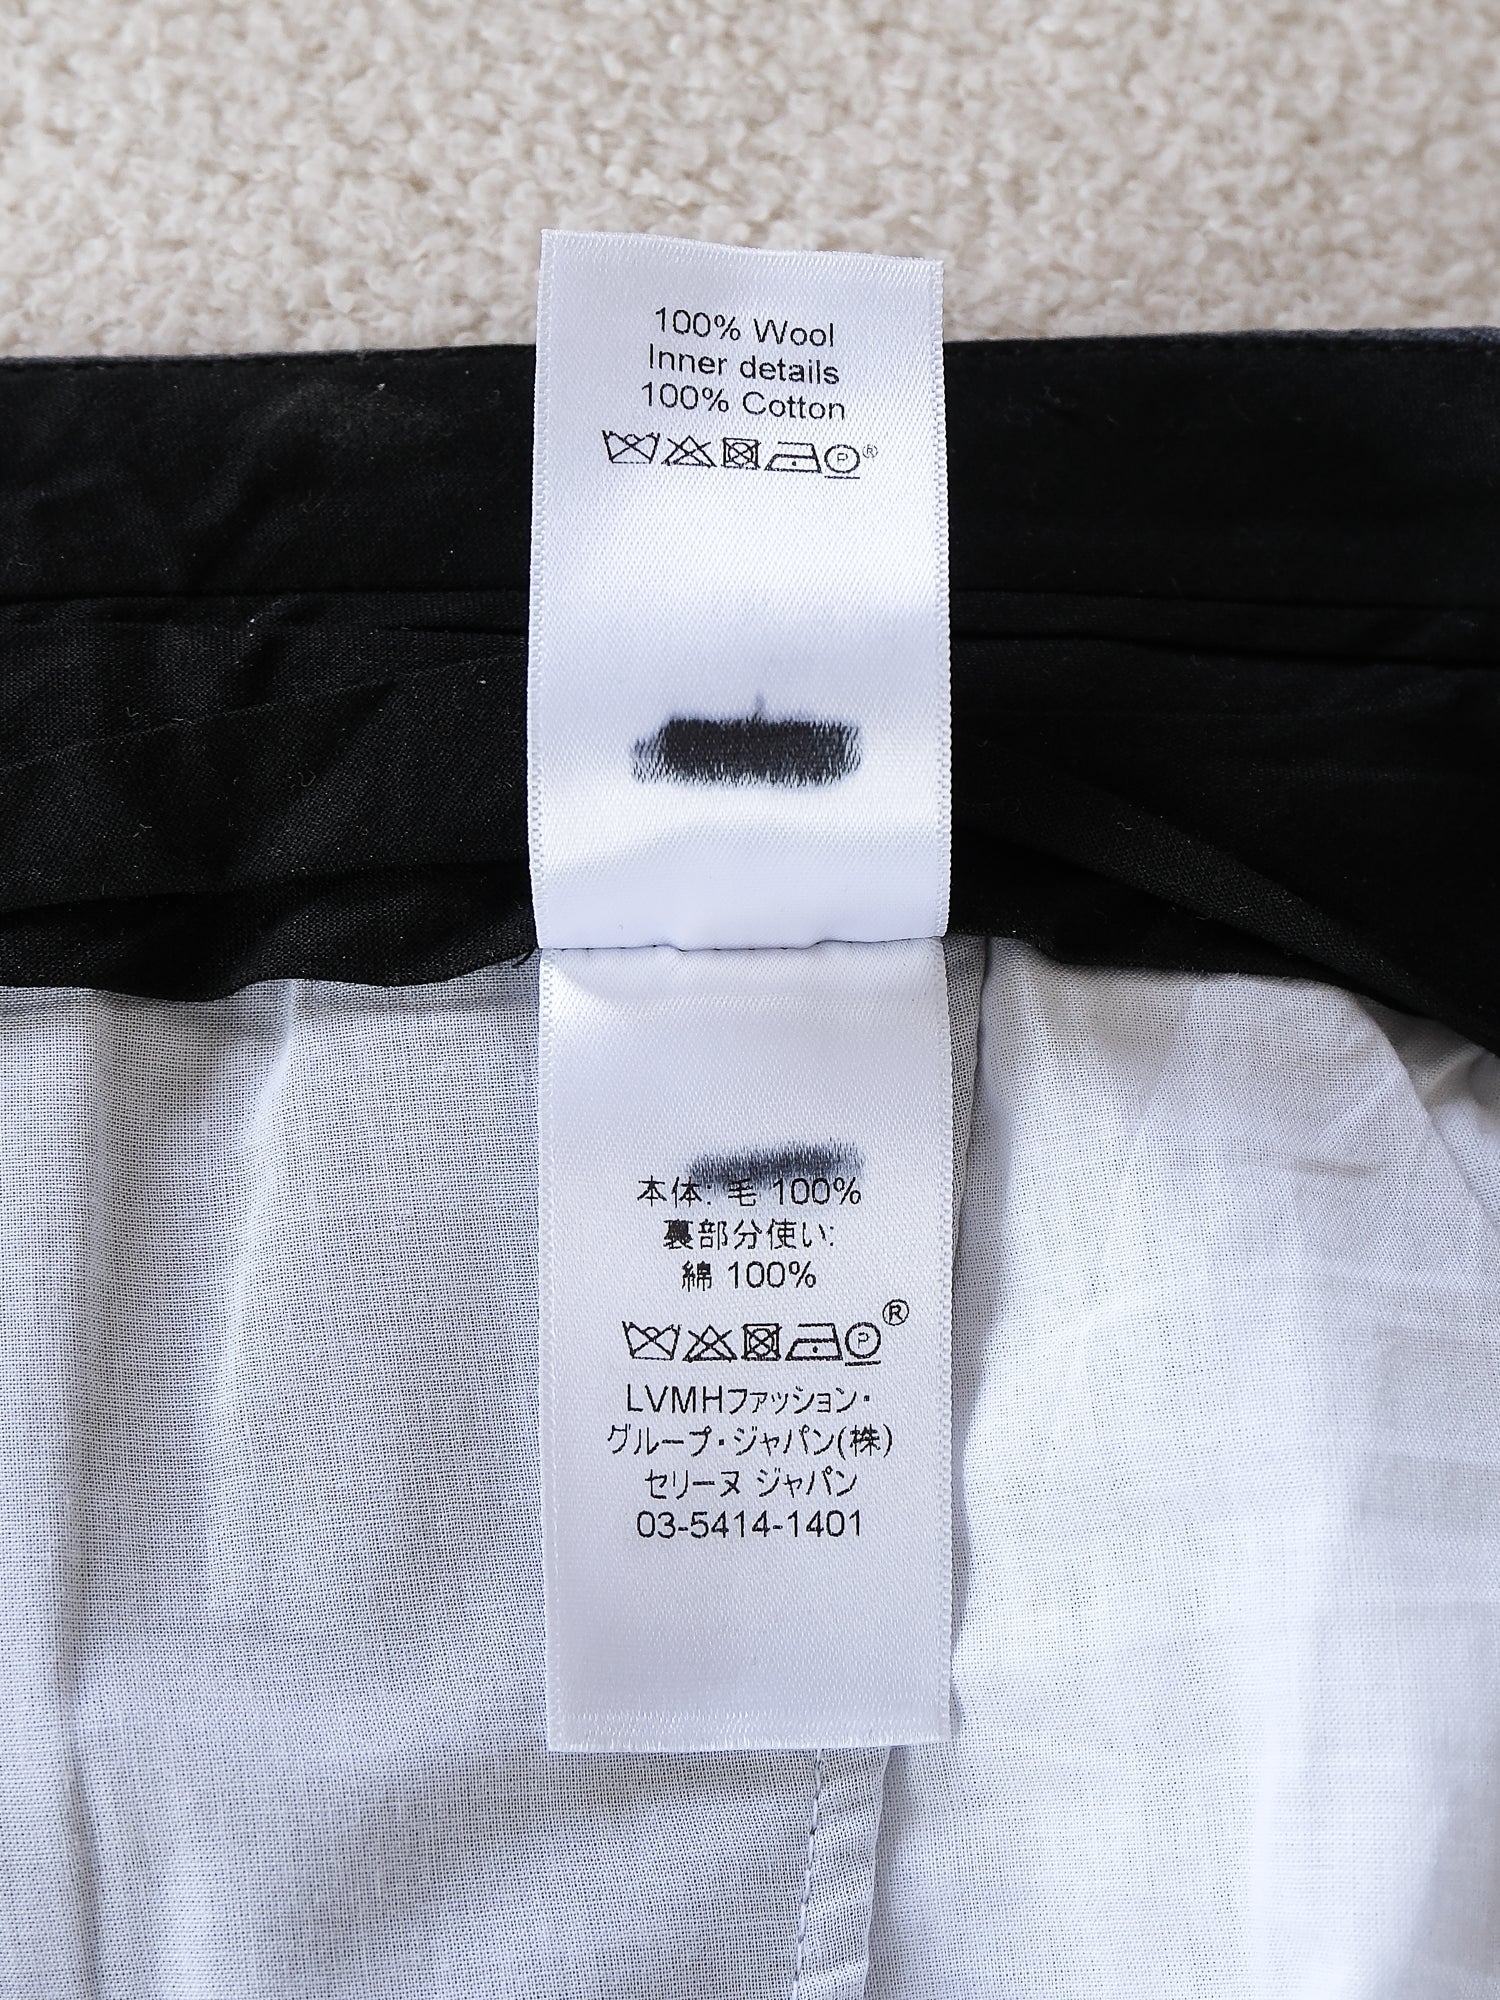 100% Wool
Inner details
100% Cotton
P®
本体: 毛 100%
裏部分使い:
綿 100%
P®
LVMHファッション・
グループ・ジャパン(株)
セリーヌ ジャパン
03-5414-1401